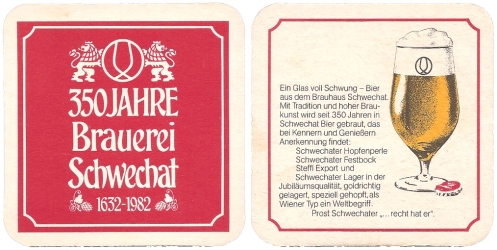 350 JAHRE
Brauerei
Schwechat
1632-1982
Ein Glas voll Schwung – Bier
aus dem Brauhaus Schwechat.
Mit Tradition und hoher Brau-
kunst wird seit 350 Jahren in
Schwechat Bier gebraut, das
bei Kennern und Genießern
Anerkennung findet:
Schwechater Hopfenperle
Schwechater Festbock
Steffl Export und
Schwechater Lager in der
Jubiläumsqualität, goldrichtig
gelagert, speziell gehopft, als
Wiener Typ ein Weltbegriff.
Prost Schwechater „...recht hat er“.